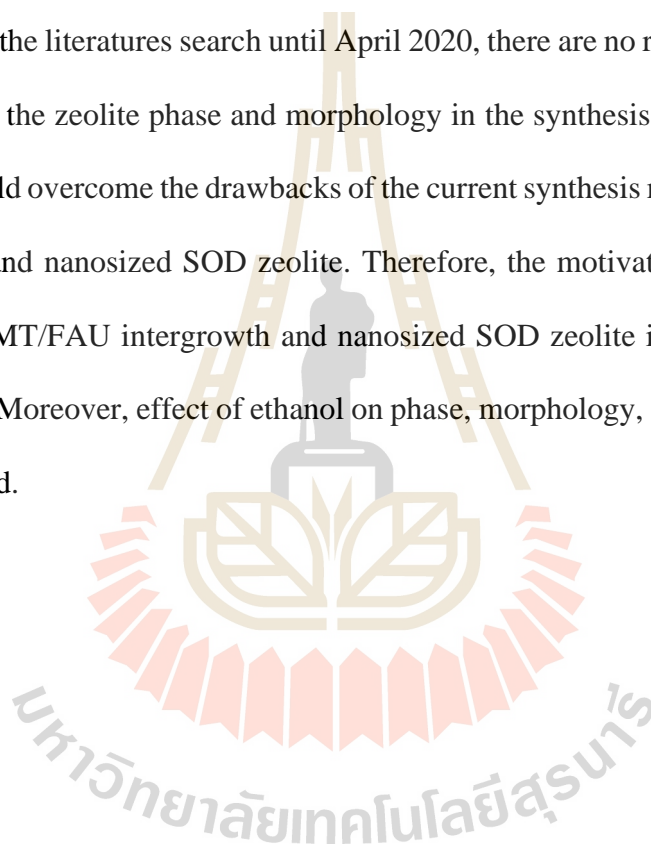 the literatures search until April 2020, there are no r
the zeolite phase and morphology in the synthesis
ld overcome the drawbacks of the current synthesis r
and nanosized SOD zeolite. Therefore, the motivat
MT/FAU intergrowth and nanosized SOD zeolite i
Moreover, effect of ethanol on phase, morphology,
d.
มหาวิทยาลัยเทคโนโลยีสุรนารี